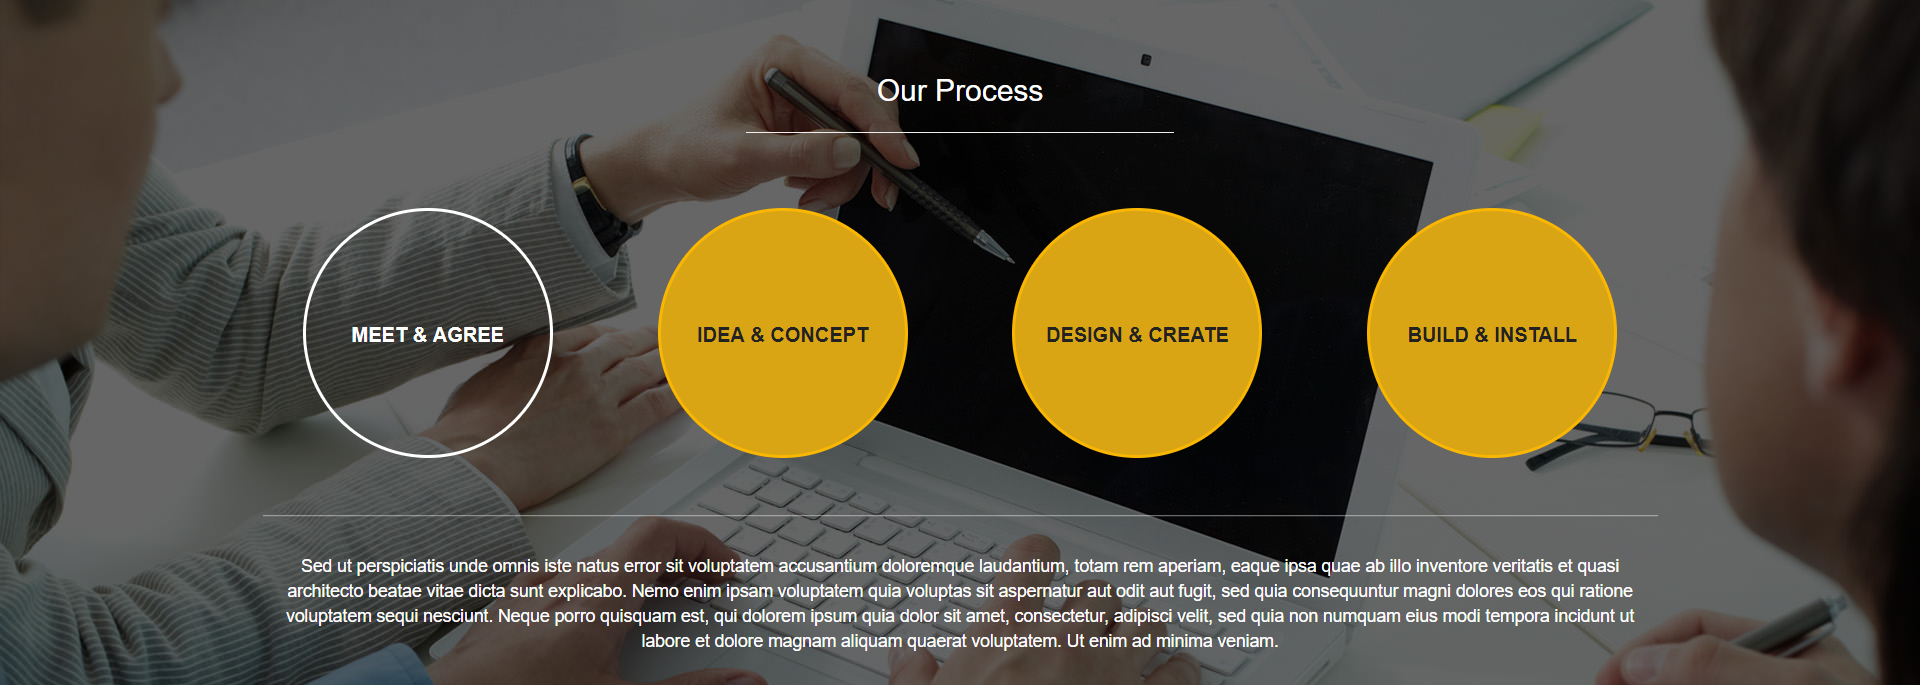 Our Process
MEET & AGREE
IDEA & CONCEPT
DESIGN & CREATE
BUILD & INSTALL
Sed ut perspiciatis unde omnis iste natus error sit voluptatem accusantium doloremque laudantium, totam rem aperiam, eaque ipsa quae ab illo inventore veritatis et quasi
architecto beatae vitae dicta sunt explicabo. Nemo enim ipsam voluptatem quia voluptas sit aspernatur aut odit aut fugit, sed quia consequuntur magni dolores eos qui ratione
voluptatem sequi nesciunt. Neque porro quisquam est, qui dolorem ipsum quia dolor sit amet, consectetur, adipisci velit, sed quia non numquam eius modi tempora incidunt ut
labore et dolore magnam aliquam quaerat voluptatem. Ut enim ad minima veniam.